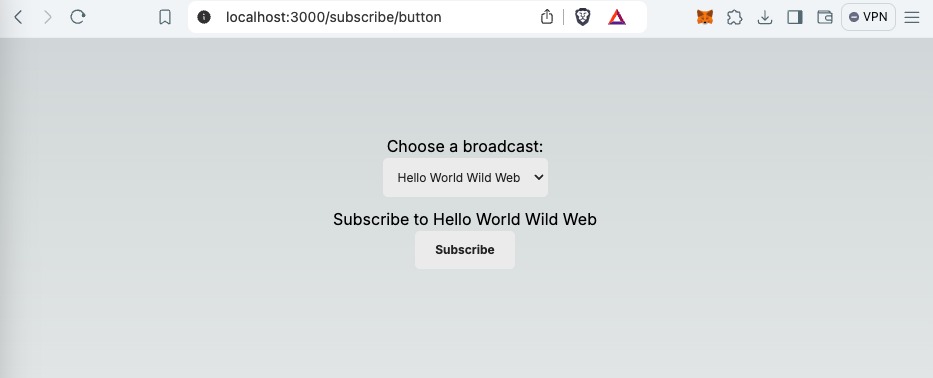 localhost:3000/subscribe/button
VPN
Choose a broadcast:
Hello World Wild Web
Subscribe to Hello World Wild Web
Subscribe